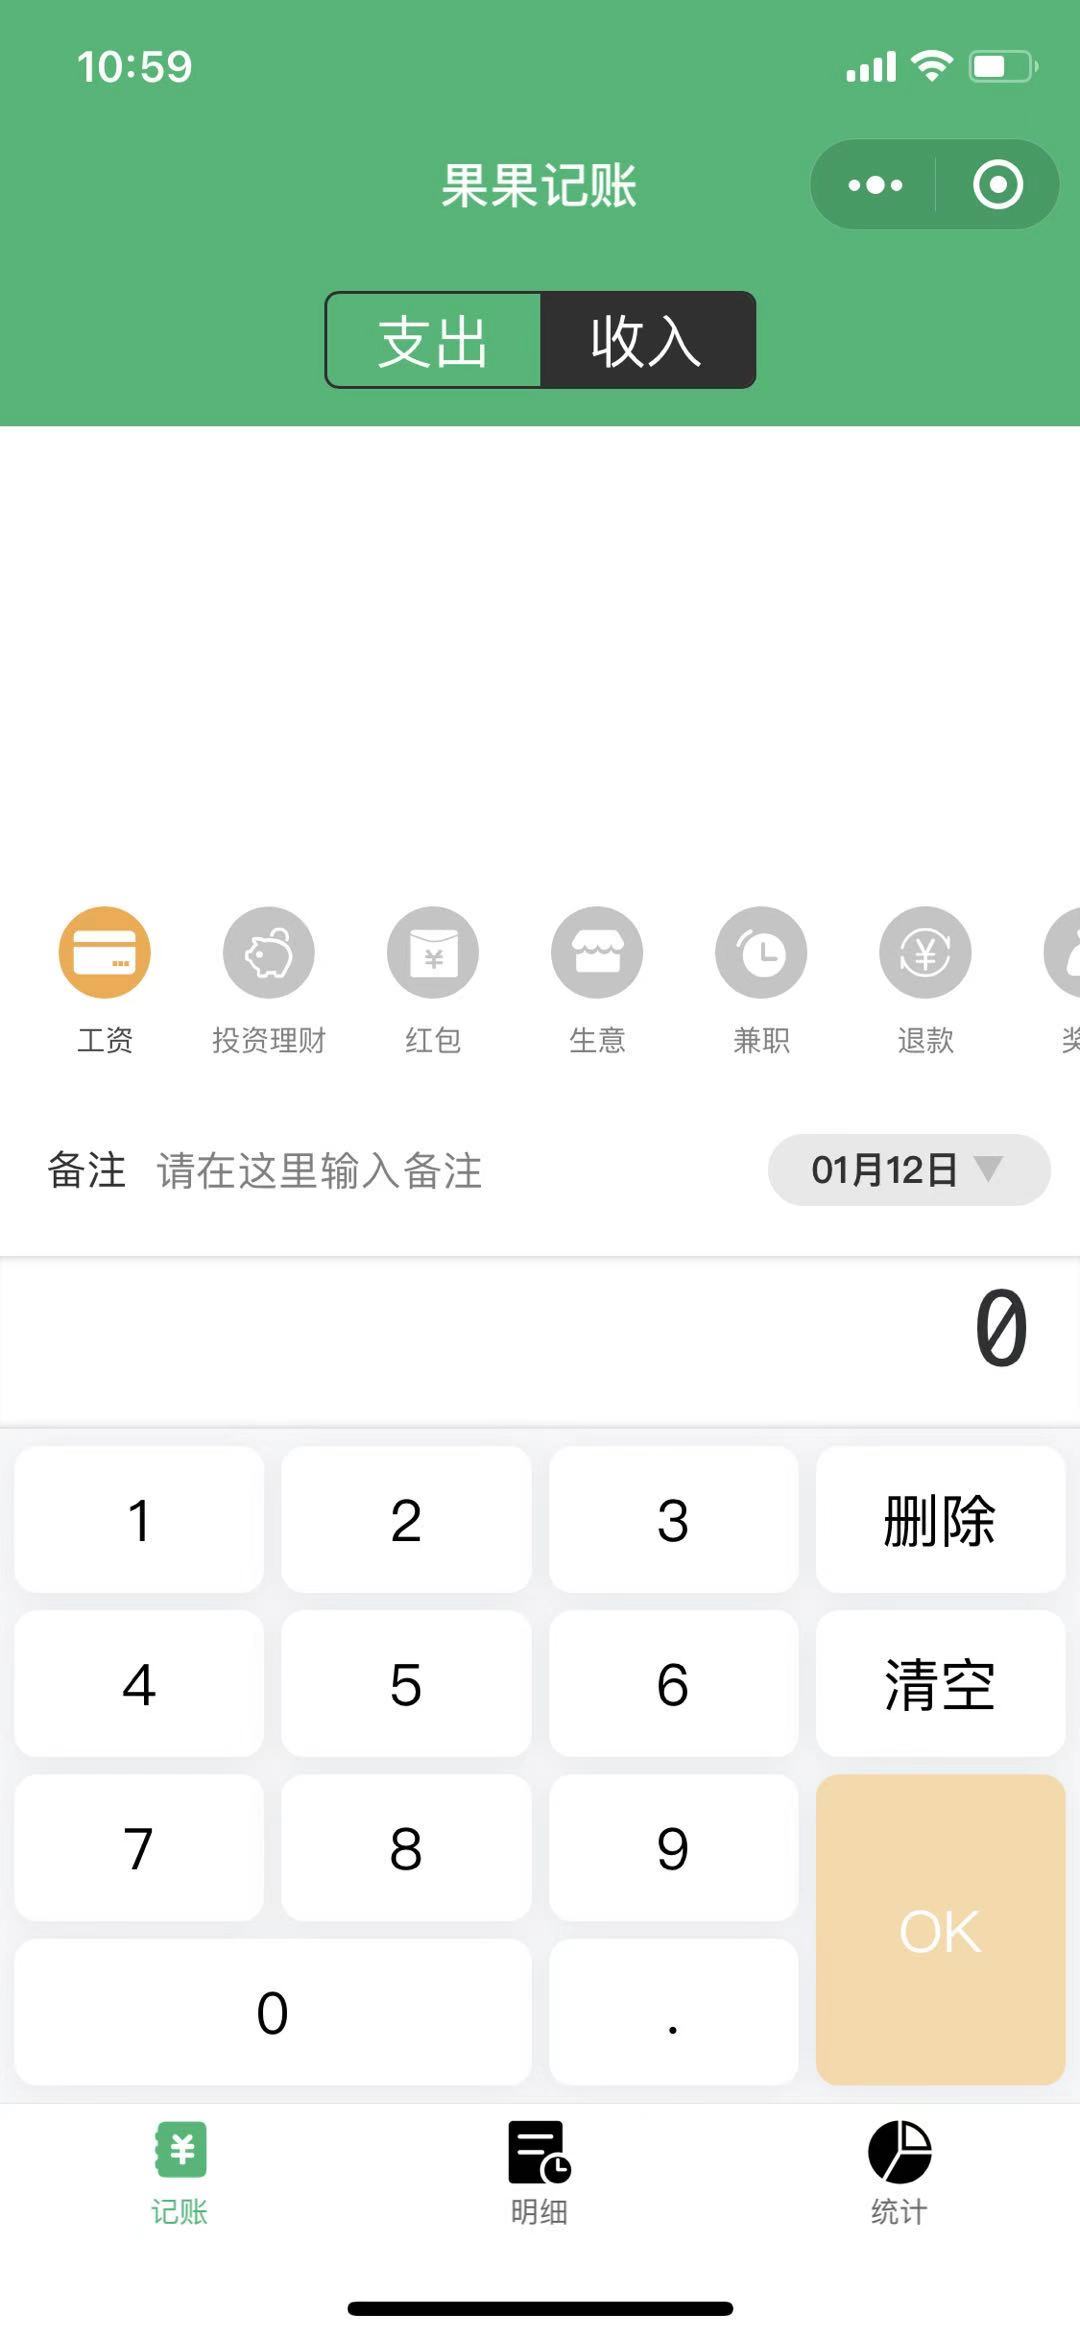 10:59
果果记账
支出 收入
工资 投资理财 红包 生意 兼职 退款
备注 请在这里输入备注 01月12日
0
1 2 3 删除
4 5 6 清空
7 8 9
OK
0 .
记账 明细 统计